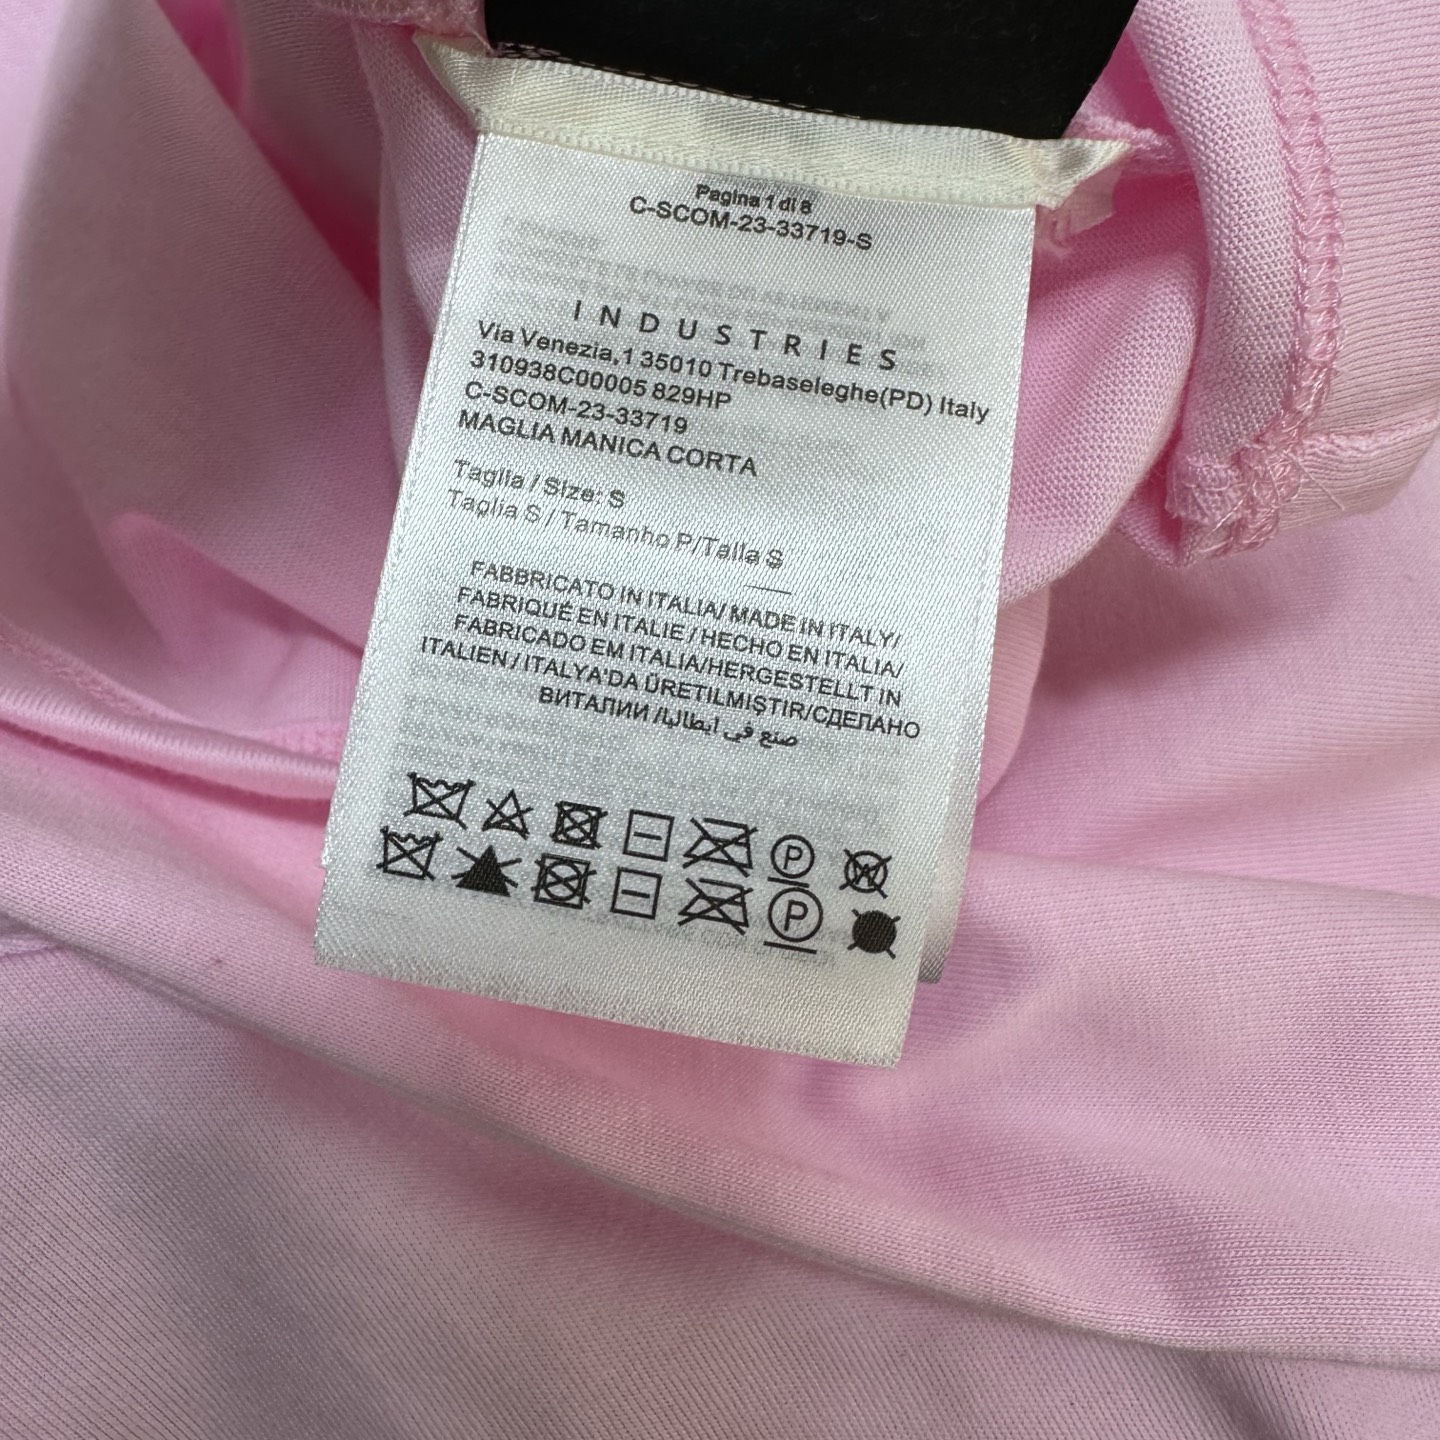 Pagina 1 di 8
C-SCOM-23-33719-S
INDUSTRIES
Via Venezia,1 35010 Trebaseleghe(PD) Italy
310938C00005 829HP
C-SCOM-23-33719
MAGLIA MANICA CORTA
Taglia / Size: S
Taglia S / Tamanho P/Talla S
FABBRICATO IN ITALIA/ MADE IN ITALY/
FABRIQUÉ EN ITALIE / HECHO EN ITALIA/
FABRICADO EM ITALIA/HERGESTELLT IN
ITALIEN / ITALYA'DA ÜRETILMIŞTIR/СДЕЛАНО
ВИТАЛИИ /صنع في ايطاليا
P W
P